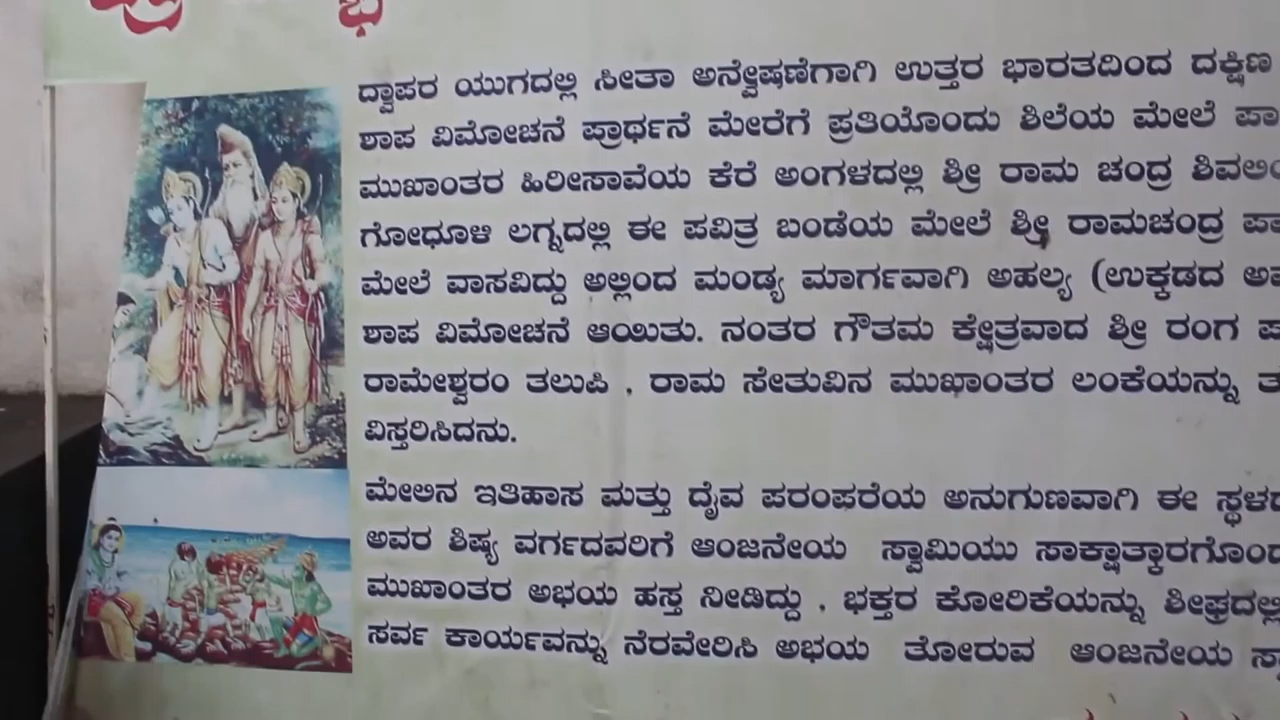 ದ್ವಾಪರ ಯುಗದಲ್ಲಿ ಸೀತಾ ಅನ್ವೇಷಣೆಗಾಗಿ ಉತ್ತರ ಭಾರತದಿಂದ ದಕ್ಷಿಣ
ಶಾಪ ವಿಮೋಚನೆ ಪ್ರಾರ್ಥನೆ ಮೇರೆಗೆ ಪ್ರತಿಯೊಂದು ಶಿಲೆಯ ಮೇಲೆ
ಮುಖಾಂತರ ಹಿರೀಸಾವೆಯ ಕೆರೆ ಅಂಗಳದಲ್ಲಿ ಶ್ರೀ ರಾಮ ಚಂದ್ರ
ಗೋಧೂಳಿ ಲಗ್ನದಲ್ಲಿ ಈ ಪವಿತ್ರ ಬಂಡೆಯ ಮೇಲೆ ಶ್ರೀ ರಾಮಚಂದ್ರ
ಮೇಲೆ ವಾಸವಿದ್ದು ಅಲ್ಲಿಂದ ಮಂಡ್ಯ ಮಾರ್ಗವಾಗಿ ಅಹಲ್ಯ (ಉಕ್ಕಡದ
ಶಾಪ ವಿಮೋಚನೆ ಆಯಿತು. ನಂತರ ಗೌತಮ ಕ್ಷೇತ್ರವಾದ ಶ್ರೀ ರಂಗ
ರಾಮೇಶ್ವರಂ ತಲುಪಿ , ರಾಮ ಸೇತುವಿನ ಮುಖಾಂತರ ಲಂಕೆಯನ್ನು
ವಿಸ್ತರಿಸಿದನು.
ಮೇಲಿನ ಇತಿಹಾಸ ಮತ್ತು ದೈವ ಪರಂಪರೆಯ ಅನುಗುಣವಾಗಿ ಈ
ಅವರ ಶಿಷ್ಯ ವರ್ಗದವರಿಗೆ ಆಂಜನೇಯ ಸ್ವಾಮಿಯು
ಮುಖಾಂತರ ಅಭಯ ಹಸ್ತ ನೀಡಿದ್ದು , ಭಕ್ತರ ಕೋರಿಕೆಯನ್ನು ಶೀಘ್ರದಲ್ಲಿ
ಸರ್ವ ಕಾರ್ಯವನ್ನು ನೆರವೇರಿಸಿ ಅಭಯ ತೋರುವ ಆಂಜನೇಯ